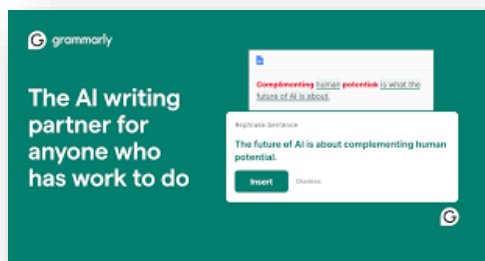 grammarly
The AI writing
partner for
anyone who
has work to do
Complimenting human potentiak is what the
future of AI is about.
Rephrase Sentence
The future of AI is about complementing human
potential.
Insert
Dismiss